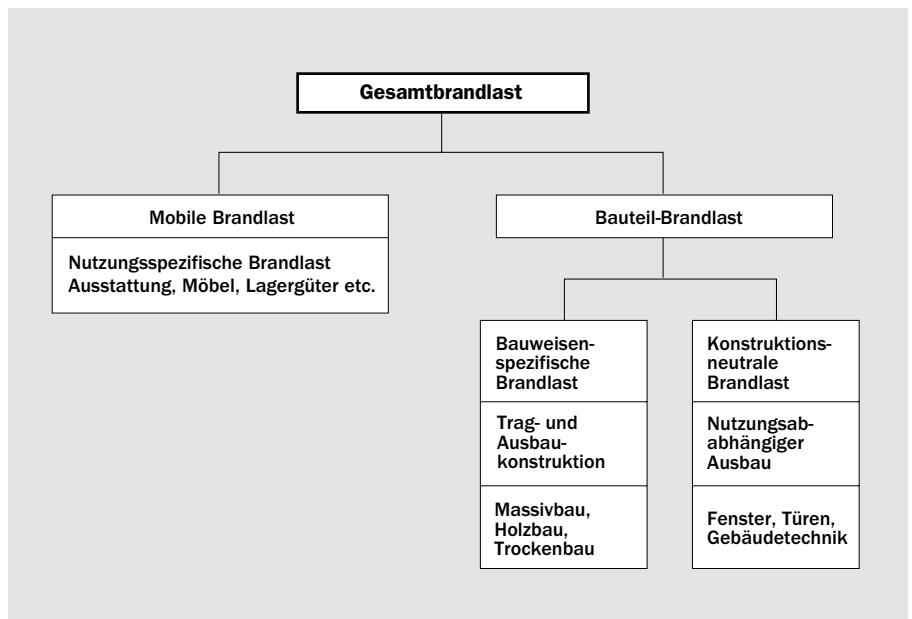 Gesamtbrandlast
Mobile Brandlast
Nutzungsspezifische Brandlast
Ausstattung, Möbel, Lagergüter etc.
Bauteil-Brandlast
Bauweisen-
spezifische
Brandlast
Trag- und
Ausbau-
konstruktion
Massivbau,
Holzbau,
Trockenbau
Konstruktions-
neutrale
Brandlast
Nutzungsab-
abhängiger
Ausbau
Fenster, Türen,
Gebäudetechnik